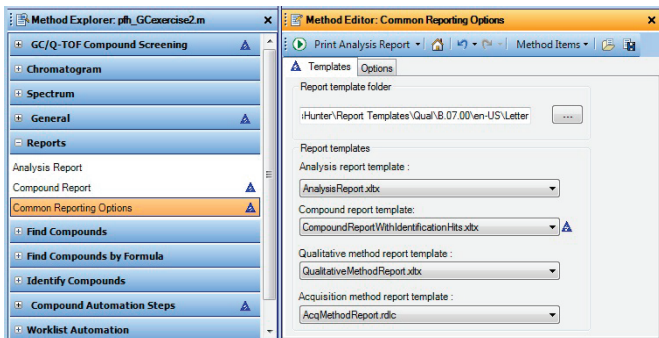 Method Explorer: pfh_GCexercise2.m
GC/Q-TOF Compound Screening
Chromatogram
Spectrum
General
Reports
Analysis Report
Compound Report
Common Reporting Options
Find Compounds
Find Compounds by Formula
Identify Compounds
Compound Automation Steps
Worklist Automation
Method Editor: Common Reporting Options
Print Analysis Report
Method Items
Templates Options
Report template folder
Hunter\Report Templates\Qual\B.07.00\en-US\Letter
...
Report templates
Analysis report template :
AnalysisReport.xltx
Compound report template:
CompoundReportWithIdentificationHits.xltx
Qualitative method report template :
QualitativeMethodReport.xltx
Acquisition method report template :
AcqMethodReport.rdlc